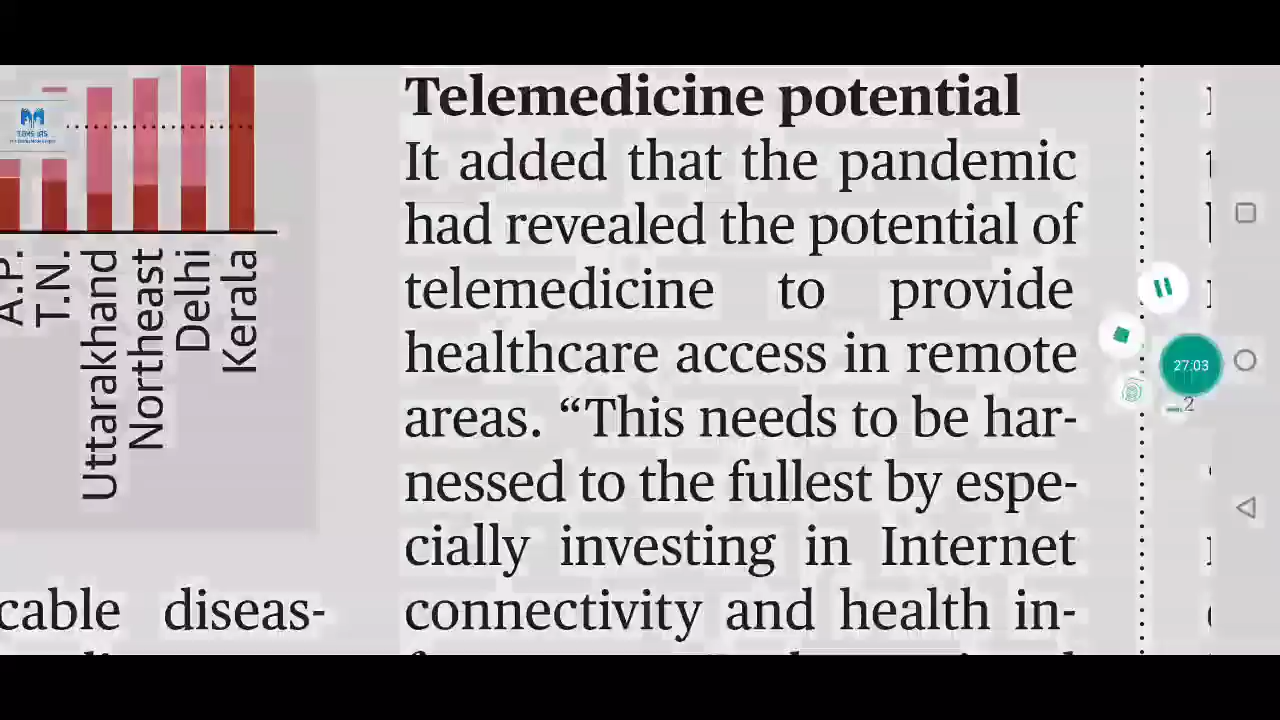 A.P.
T.N.
Uttarakhand
Northeast
Delhi
Kerala
cable diseas-
Telemedicine potential
It added that the pandemic
had revealed the potential of
telemedicine to provide
healthcare access in remote
areas. “This needs to be har-
nessed to the fullest by espe-
cially investing in Internet
connectivity and health in-
27:03
2